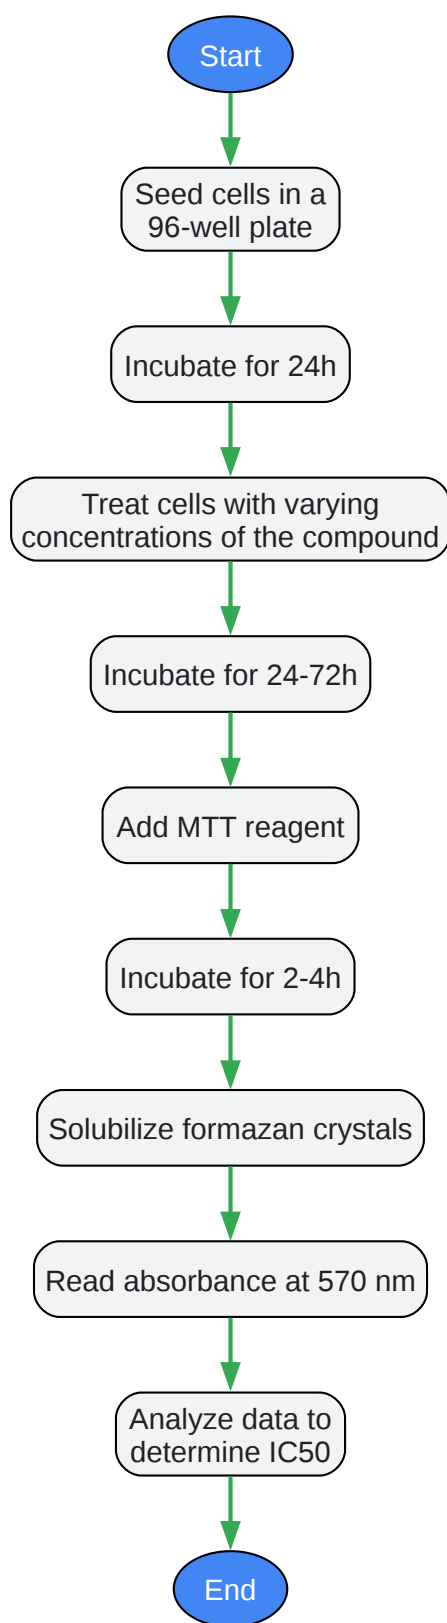 Start
Seed cells in a
96-well plate
Incubate for 24h
Treat cells with varying
concentrations of the compound
Incubate for 24-72h
Add MTT reagent
Incubate for 2-4h
Solubilize formazan crystals
Read absorbance at 570 nm
Analyze data to
determine IC50
End